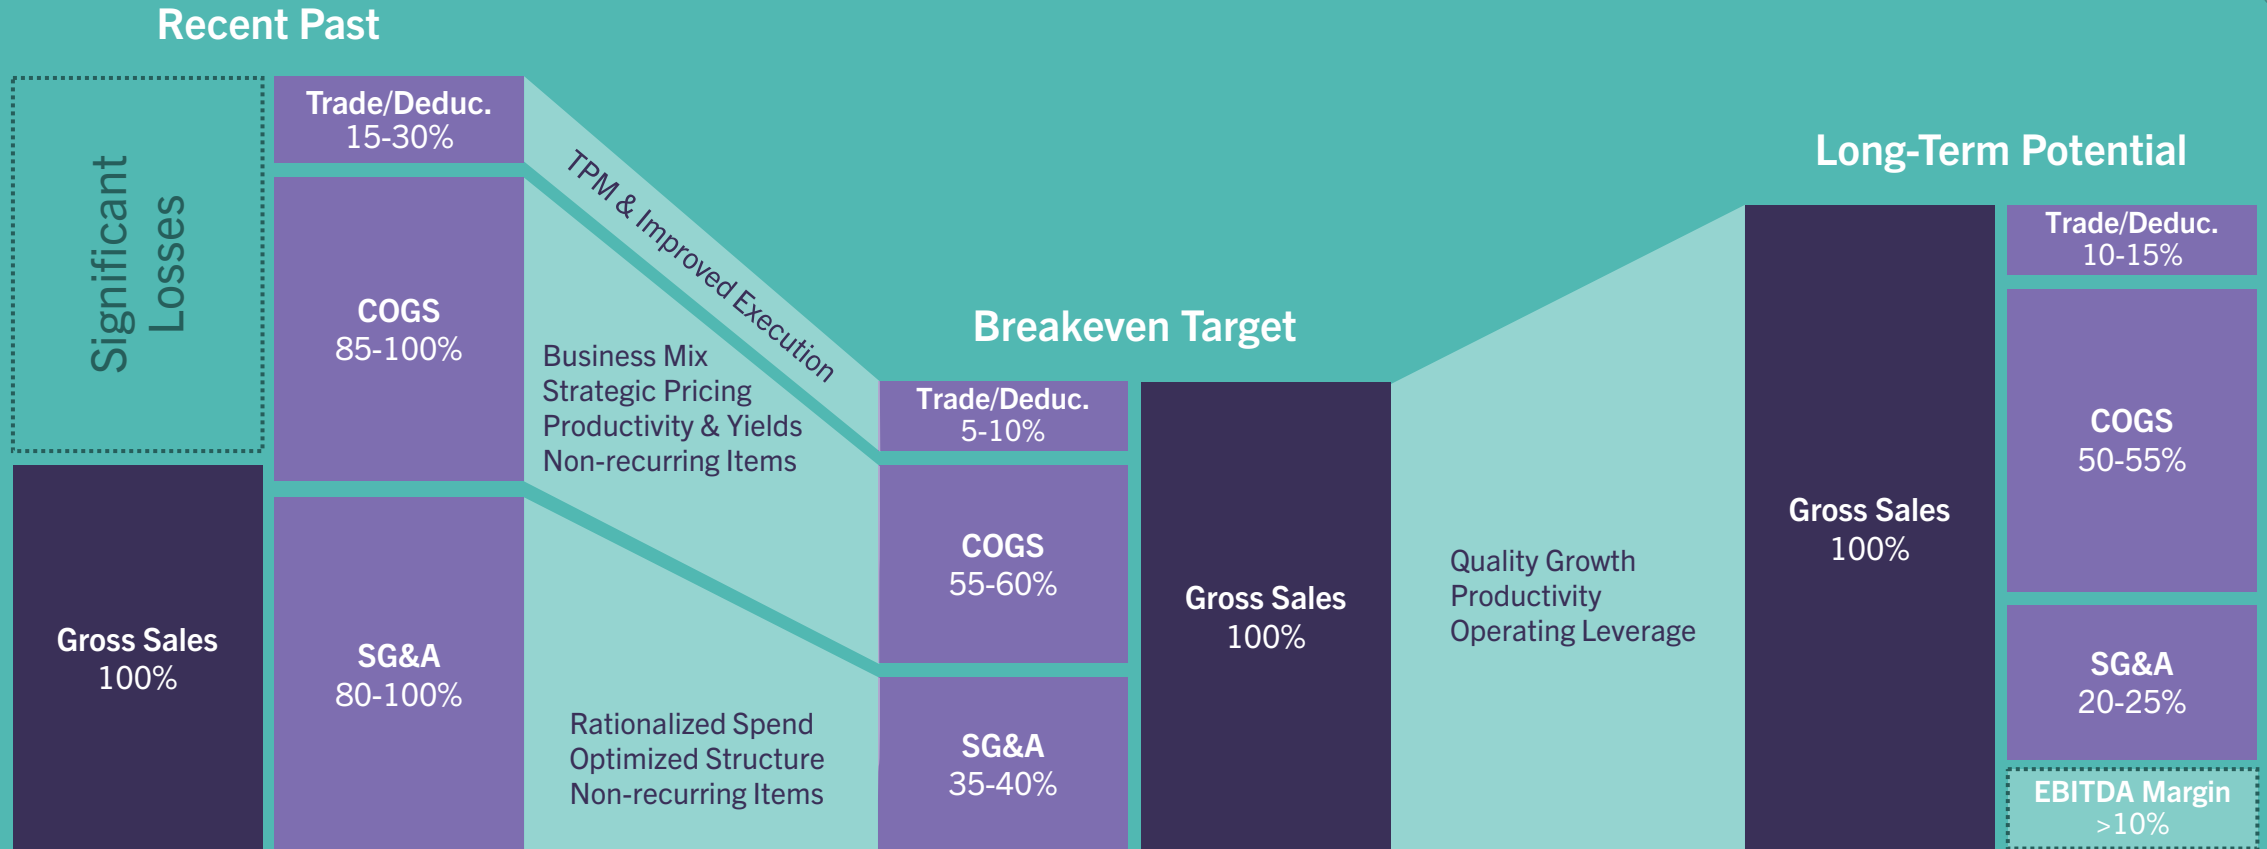 Recent Past
Significant
Losses
Gross Sales
100%
Trade/Deduc.
15-30%
COGS
85-100%
SG&A
80-100%
TPM & Improved Execution
Business Mix
Strategic Pricing
Productivity & Yields
Non-recurring Items
Rationalized Spend
Optimized Structure
Non-recurring Items
Breakeven Target
Trade/Deduc.
5-10%
COGS
55-60%
SG&A
35-40%
Gross Sales
100%
Quality Growth
Productivity
Operating Leverage
Long-Term Potential
Gross Sales
100%
Trade/Deduc.
10-15%
COGS
50-55%
SG&A
20-25%
EBITDA Margin
>10%